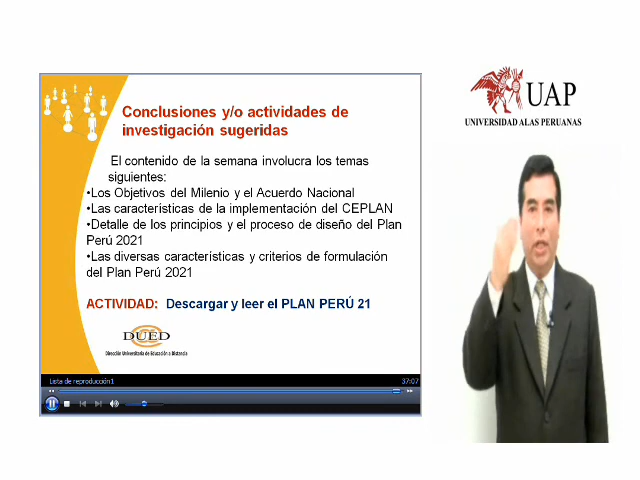 Conclusiones y/o actividades de
investigación sugeridas
El contenido de la semana involucra los temas
siguientes:
•Los Objetivos del Milenio y el Acuerdo Nacional
•Las características de la implementación del CEPLAN
•Detalle de los principios y el proceso de diseño del Plan
Perú 2021
•Las diversas características y criterios de formulación
del Plan Perú 2021
ACTIVIDAD: Descargar y leer el PLAN PERÚ 21
DUED
Dirección Universitaria de Educación a Distancia
Lista de reproducción1 37:07
UAP
UNIVERSIDAD ALAS PERUANAS